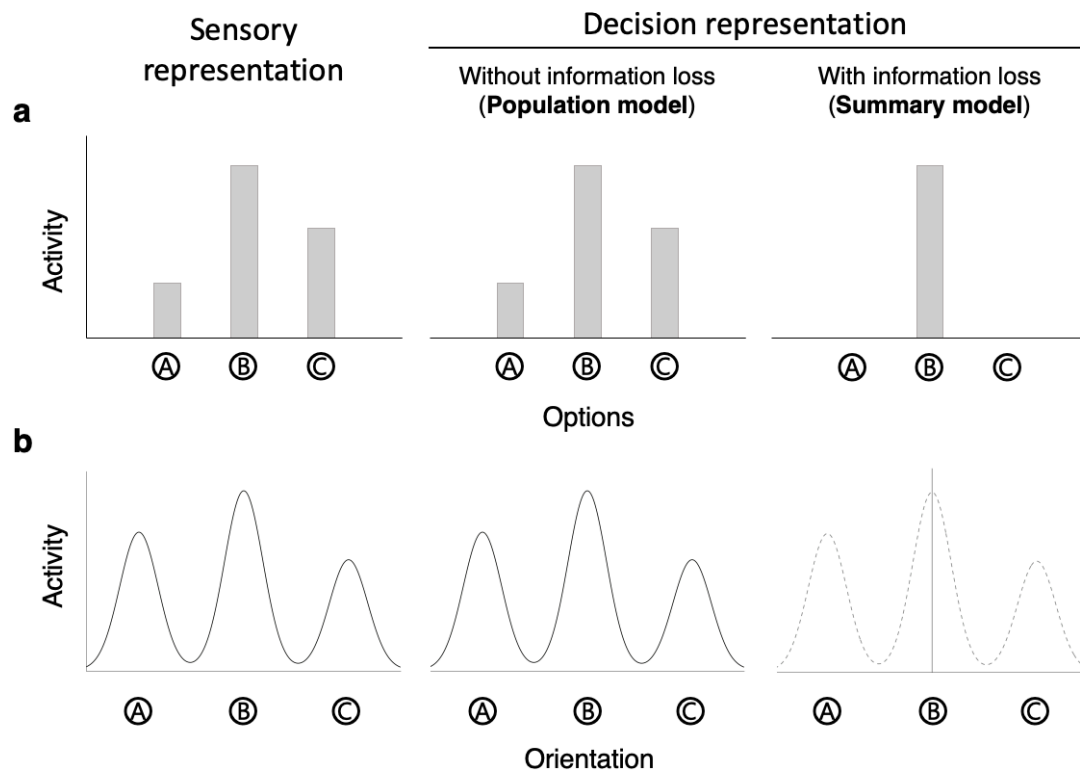 Sensory
representation
Decision representation
Without information loss
(Population model)
With information loss
(Summary model)
a
Activity
A B C
A B C
A B C
Options
b
Activity
A B C
A B C
A B C
Orientation